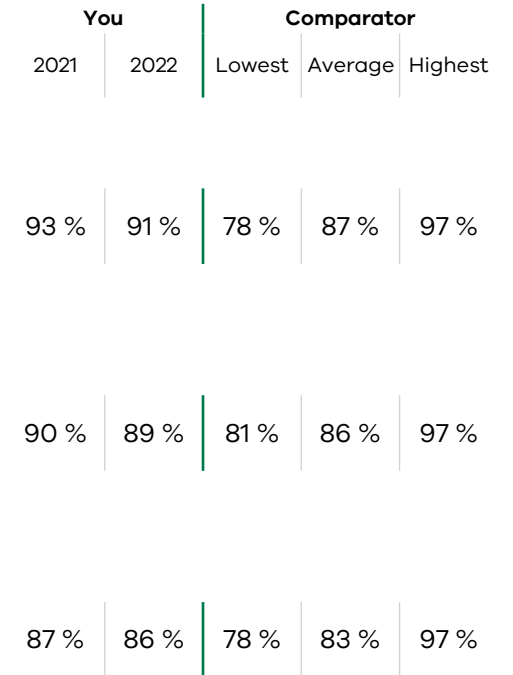 You Comparator
2021 2022 Lowest Average Highest
93 % 91 % 78 % 87 % 97 %
90 % 89 % 81 % 86 % 97 %
87 % 86 % 78 % 83 % 97 %